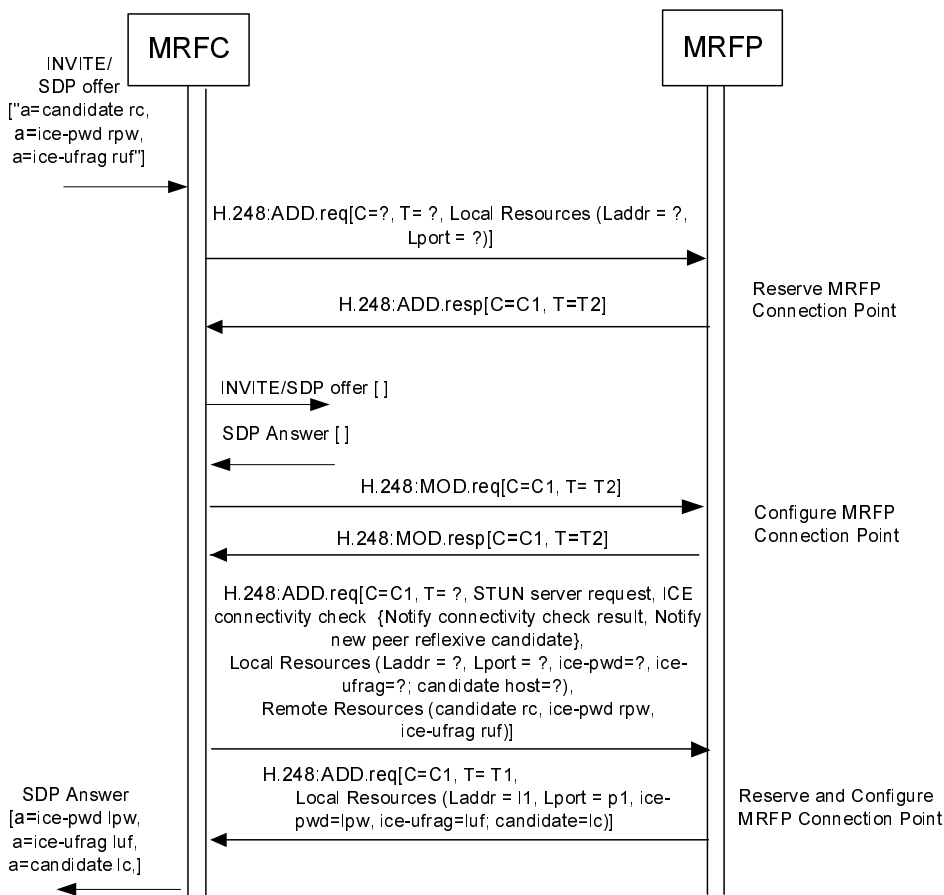 MRFC
MRFP
INVITE/
SDP offer
["a=candidate rc,
a=ice-pwd rpw,
a=ice-ufrag ruf"]
H.248:ADD.req[C=?, T= ?, Local Resources (Laddr = ?,
Lport = ?)]
Reserve MRFP
Connection Point
H.248:ADD.resp[C=C1, T=T2]
INVITE/SDP offer [ ]
SDP Answer [ ]
H.248:MOD.req[C=C1, T= T2]
Configure MRFP
Connection Point
H.248:MOD.resp[C=C1, T=T2]
H.248:ADD.req[C=C1, T= ?, STUN server request, ICE
connectivity check {Notify connectivity check result, Notify
new peer reflexive candidate},
Local Resources (Laddr = ?, Lport = ?, ice-pwd=?, ice-
ufrag=?; candidate host=?),
Remote Resources (candidate rc, ice-pwd rpw,
ice-ufrag ruf)]
H.248:ADD.req[C=C1, T= T1,
Local Resources (Laddr = l1, Lport = p1, ice-
pwd=lpw, ice-ufrag=luf; candidate=lc)]
Reserve and Configure
MRFP Connection Point
SDP Answer
[a=ice-pwd lpw,
a=ice-ufrag luf,
a=candidate lc,]